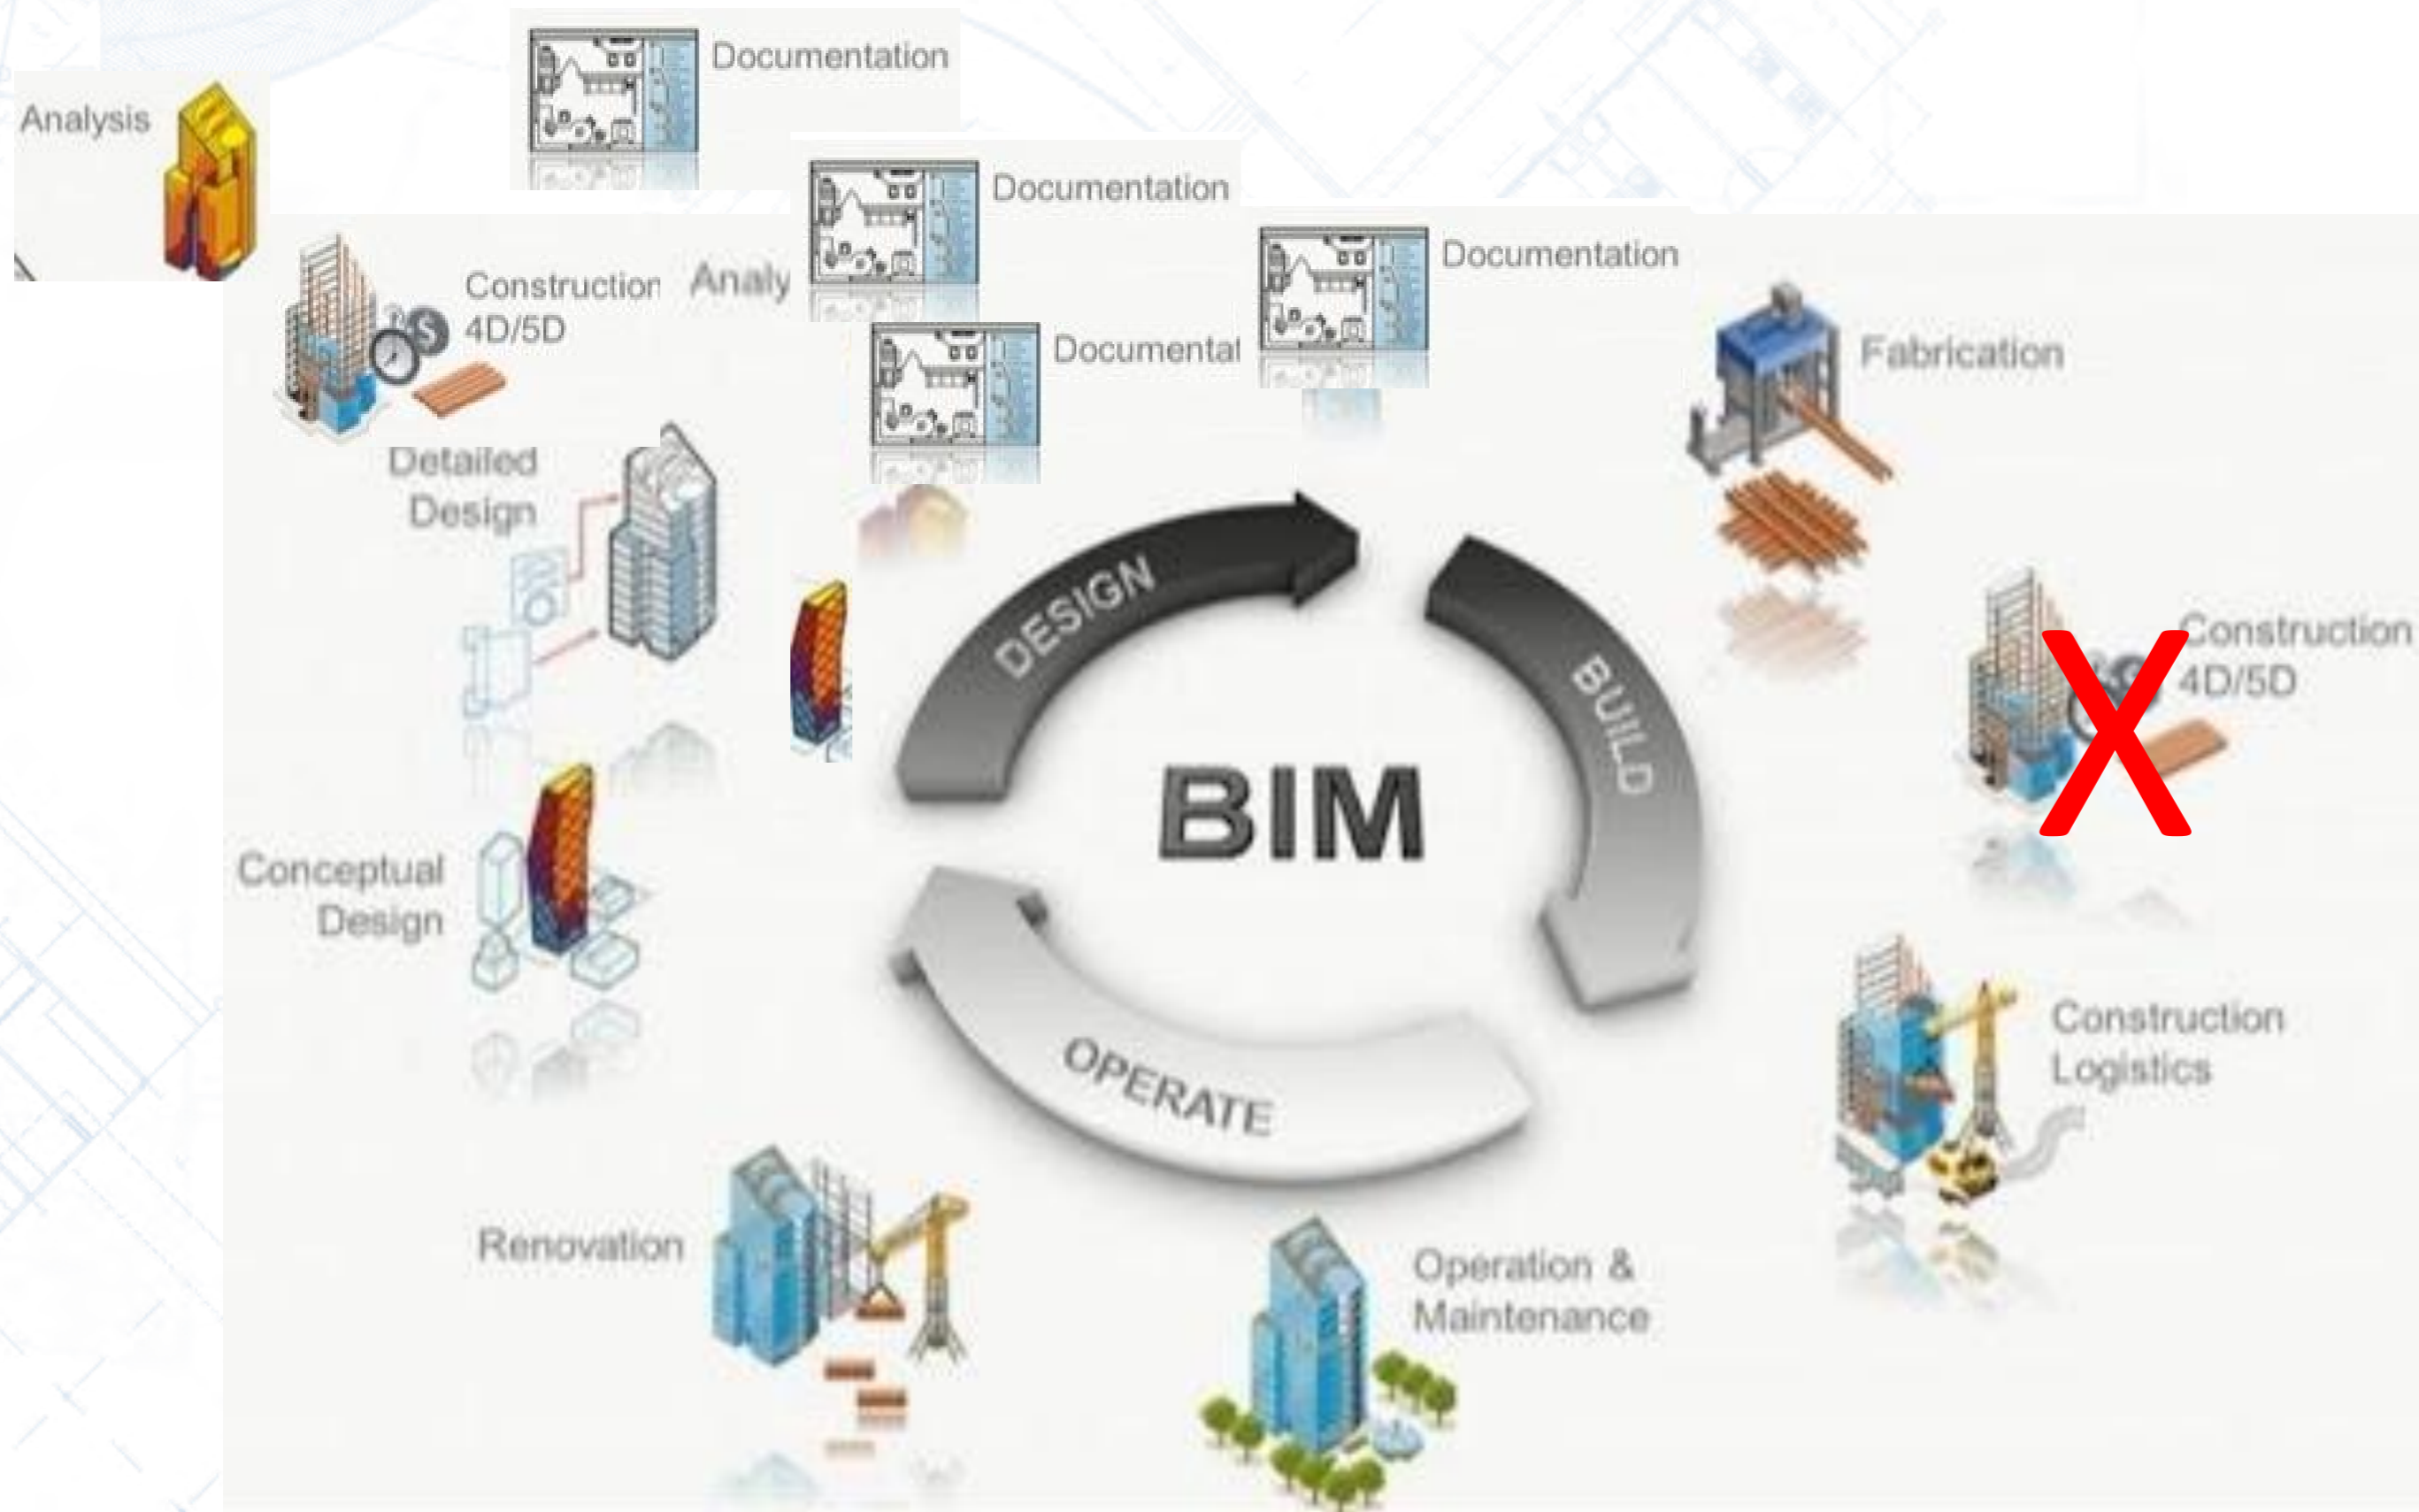 Documentation
Analysis
Documentation
Documentation
Construction
4D/5D
Analy
Documentat
Fabrication
Detailed
Design
DESIGN
BUILD
Construction
4D/5D
X
BIM
Conceptual
Design
Construction
Logistics
OPERATE
Renovation
Operation &
Maintenance